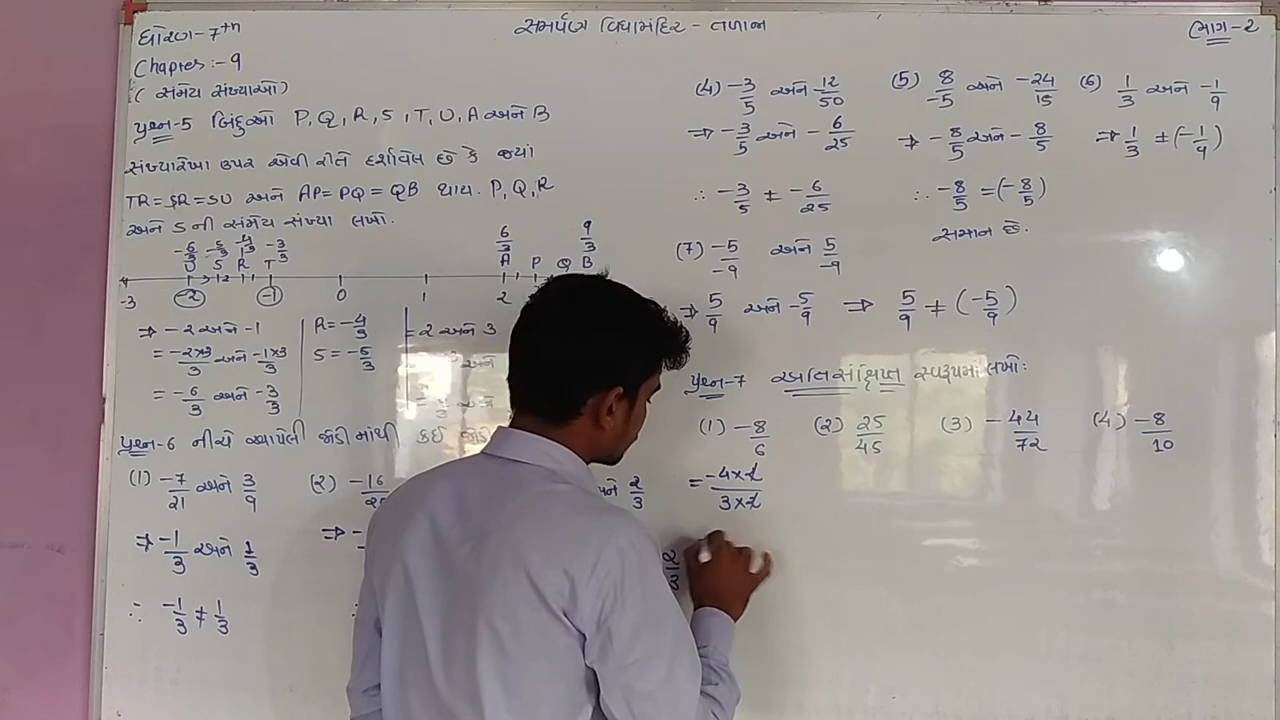 ધોરણ-7th
સમર્પણ વિદ્યામંદિર - તળાજા
ભાગ-2
Chapter :- 9
( સંમેય સંખ્યાઓ)
પ્રશ્ન-5 બિંદુઓ P, Q, R, S, T, U, A અને B
સંખ્યારેખા ઉપર એવી રીતે દર્શાવેલ છે કે જ્યાં
TR = SR = SU અને AP = PQ = QB થાય. P, Q, R
અને S ની સંમેય સંખ્યા લખો.
-6/3 -5/3 -4/3 -3/3 6/3 9/3
U S R T A P Q B
-3 -2 -1 0 1 2
⇒ -2 અને -1
= -2×3/3 અને -1×3/3
= -6/3 અને -3/3
R = -4/3
S = -5/3
= 2 અને 3
પ્રશ્ન-6 નીચે આપેલી જોડીમાંથી કઈ જોડી
(1) -7/21 અને 3/9
⇒ -1/3 અને 1/3
∴ -1/3 ≠ 1/3
(2) -16
2/3
(4) -3/5 અને 12/50
⇒ -3/5 અને -6/25
∴ -3/5 ≠ -6/25
(5) 8/-5 અને -24/15
⇒ -8/5 અને -8/5
∴ -8/5 = (-8/5)
સમાન છે.
(6) 1/3 અને -1/9
⇒ 1/3 ≠ (-1/9)
(7) -5/-9 અને 5/-9
⇒ 5/9 અને -5/9 ⇒ 5/9 ≠ (-5/9)
પ્રશ્ન-7 અતિસંક્ષિપ્ત સ્વરૂપમાં લખો:
(1) -8/6 (2) 25/45 (3) -44/72 (4) -8/10
= -4×2/3×2